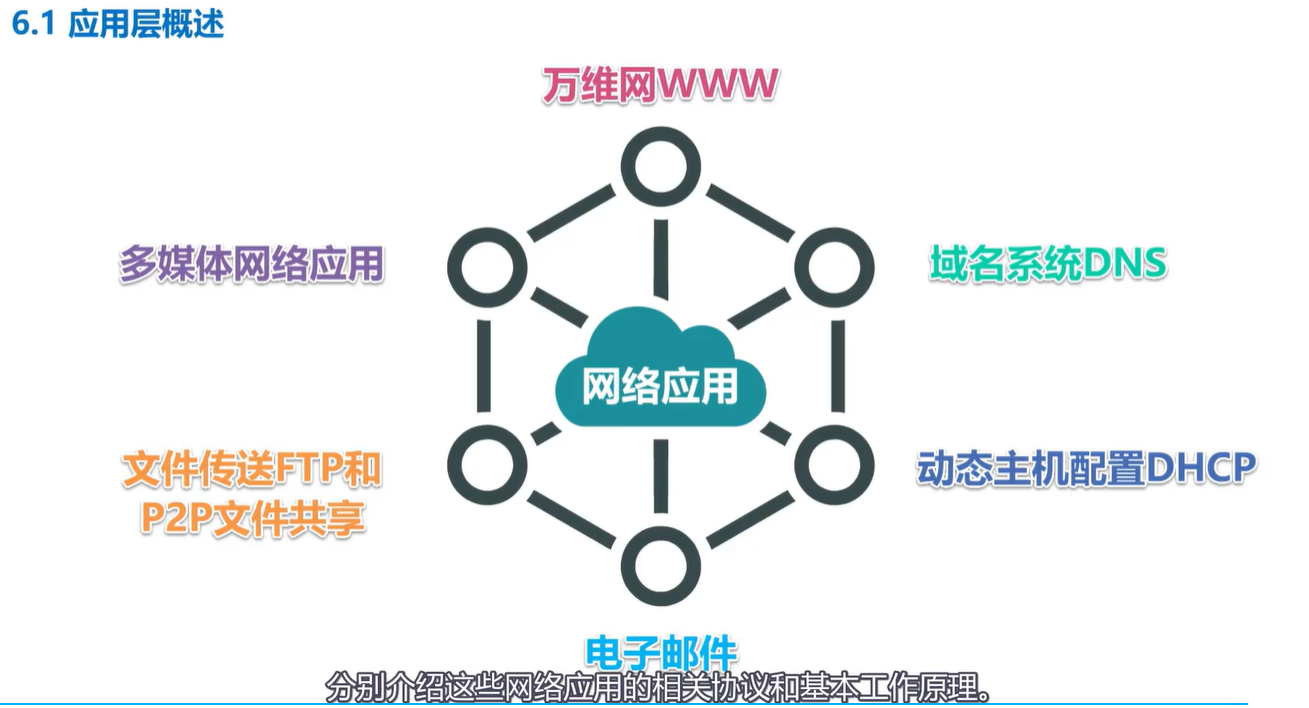 6.1 应用层概述
万维网WWW
多媒体网络应用
域名系统DNS
网络应用
文件传送FTP和
P2P文件共享
动态主机配置DHCP
电子邮件
分别介绍这些网络应用的相关协议和基本工作原理。